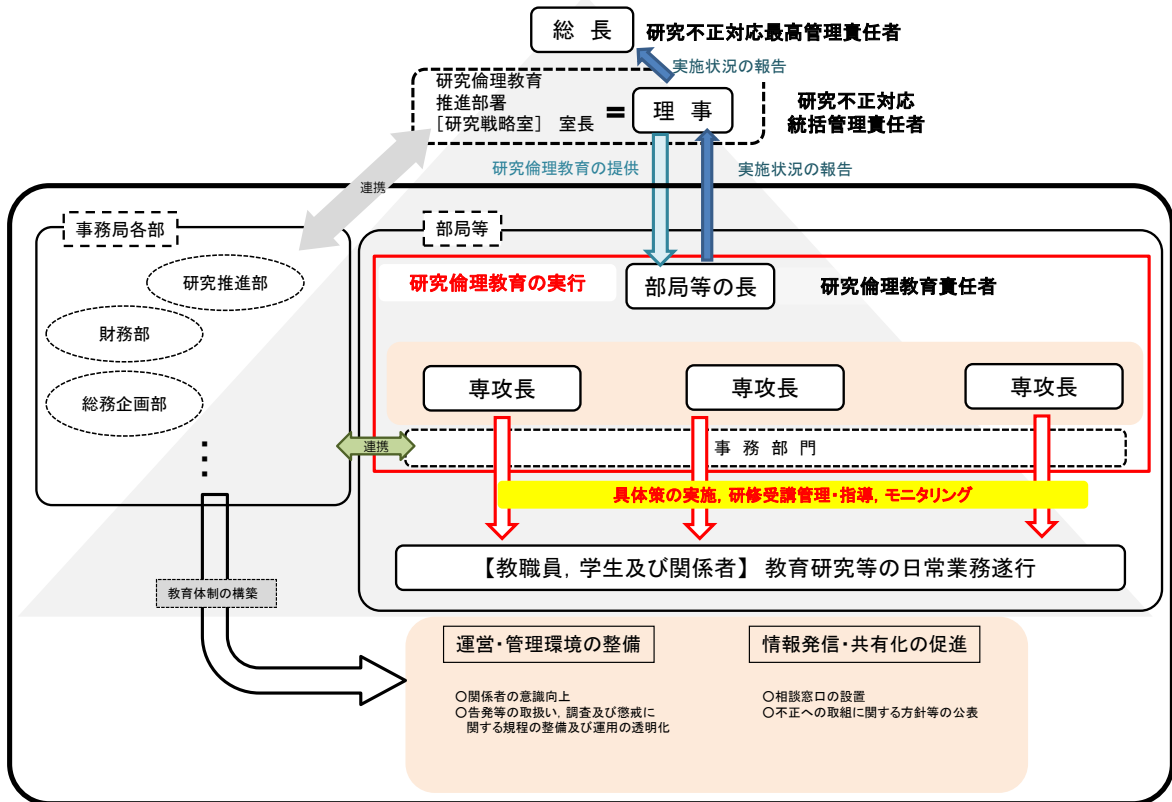 総 長
研究不正対応最高管理責任者
実施状況の報告
研究倫理教育
推進部署
[研究戦略室] 室長
=
理 事
研究不正対応
統括管理責任者
研究倫理教育の提供
実施状況の報告
連携
事務局各部
研究推進部
財務部
総務企画部
⋮
部局等
研究倫理教育の実行
部局等の長
研究倫理教育責任者
専攻長
専攻長
専攻長
連携
事 務 部 門
具体策の実施, 研修受講管理・指導, モニタリング
【教職員, 学生及び関係者】 教育研究等の日常業務遂行
教育体制の構築
運営・管理環境の整備
○関係者の意識向上
○告発等の取扱い, 調査及び懲戒に
関する規程の整備及び運用の透明化
情報発信・共有化の促進
○相談窓口の設置
○不正への取組に関する方針等の公表